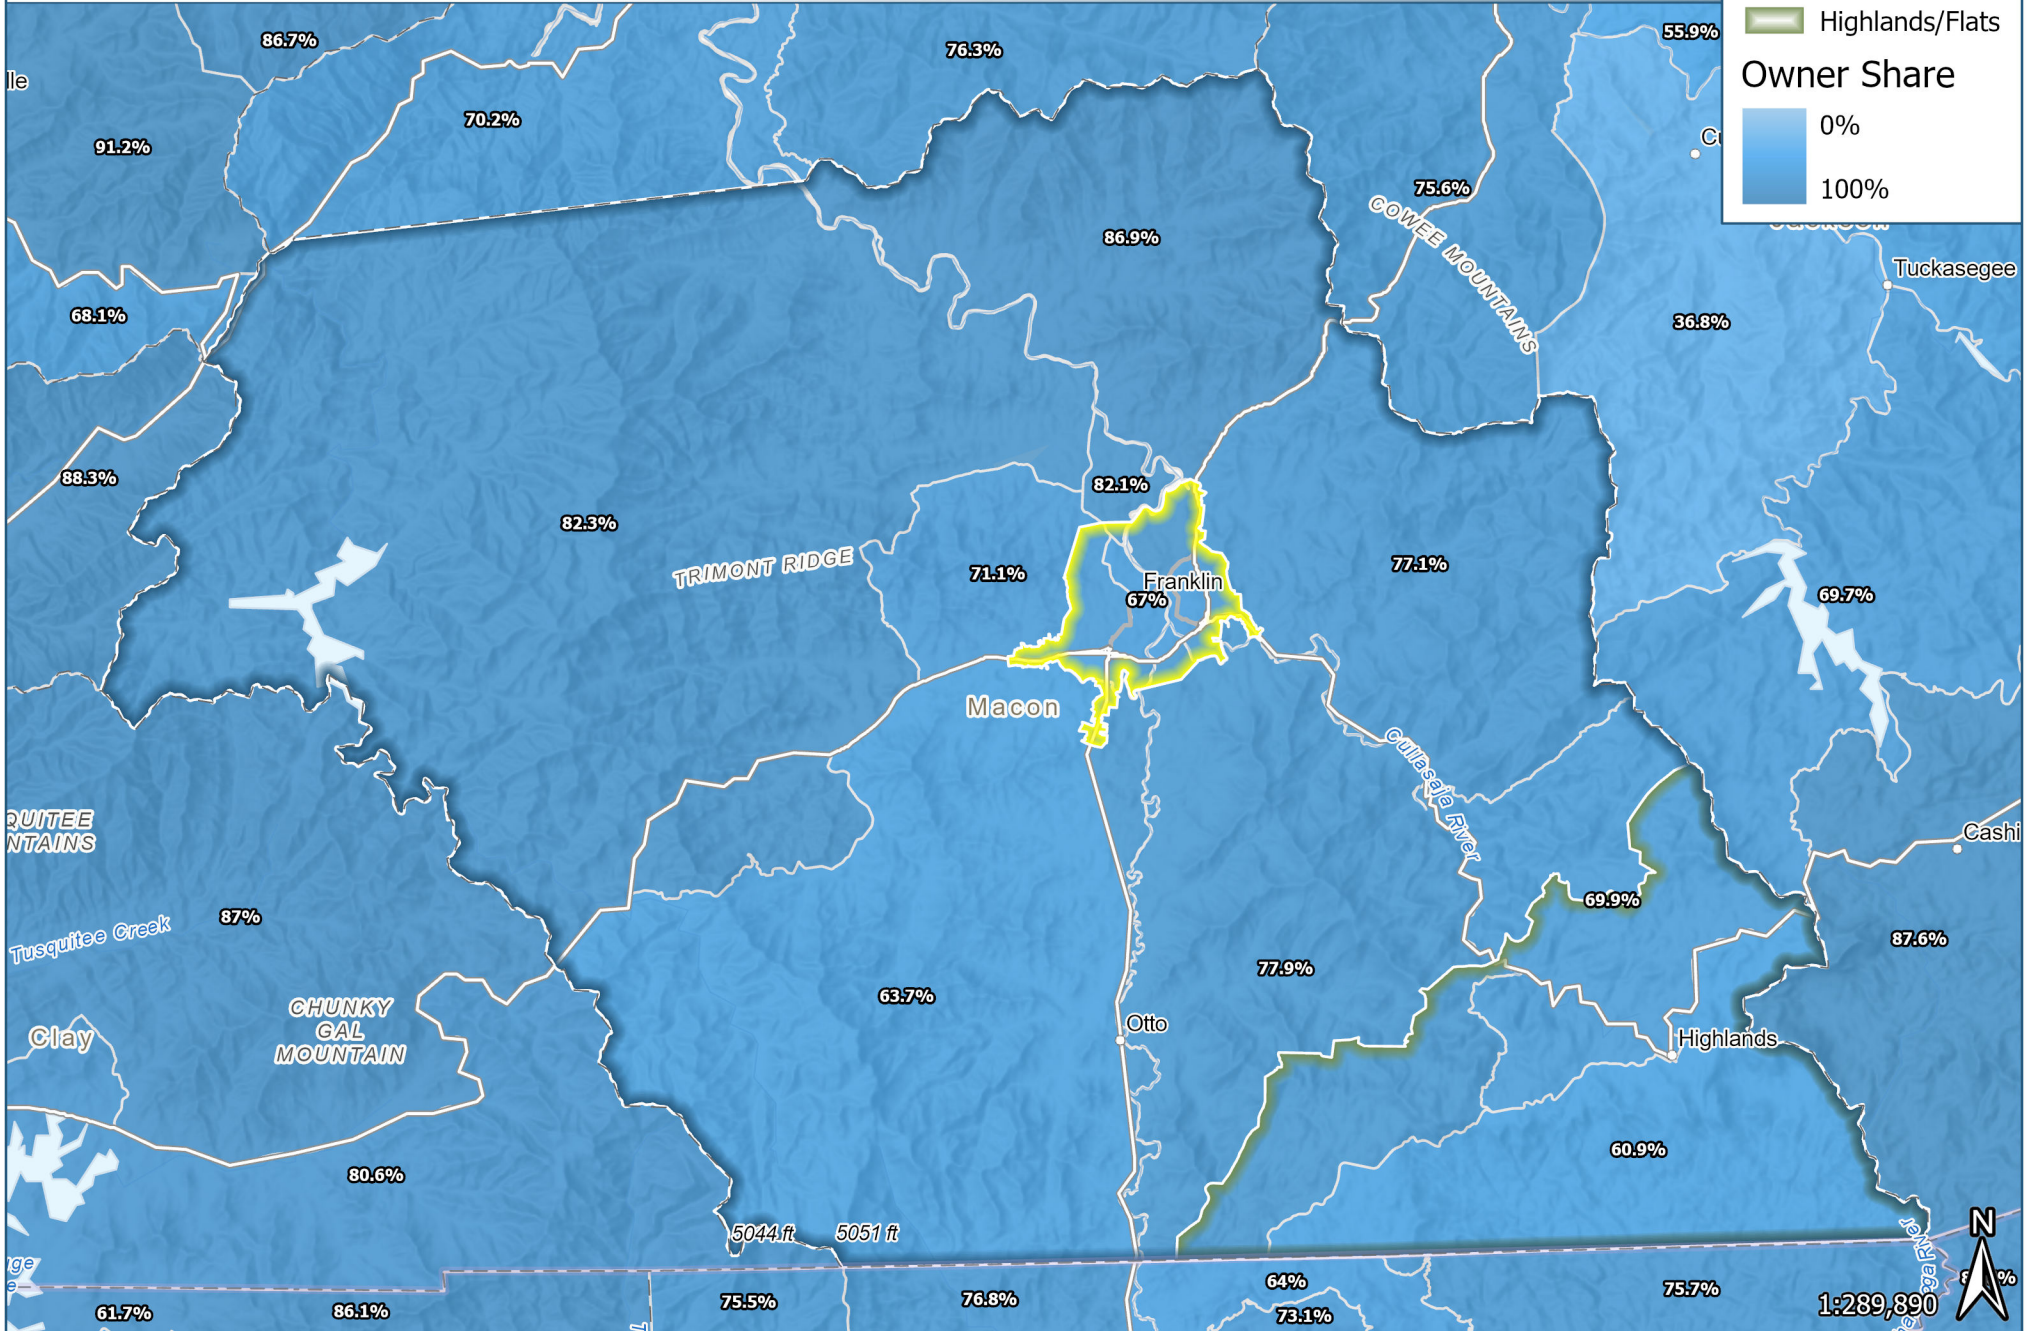 86.7%
76.3%
55.9%
Highlands/Flats
Owner Share
0%
100%
lle
91.2%
70.2%
75.6%
COWEE MOUNTAINS
86.9%
Tuckasegee
68.1%
36.8%
88.3%
82.1%
82.3%
TRIMONT RIDGE
71.1%
Franklin
67%
77.1%
69.7%
Macon
Cullasaja River
QUITEE
NTAINS
Cashi
87%
Tusquitee Creek
69.9%
87.6%
77.9%
63.7%
CHUNKY
GAL
MOUNTAIN
Clay
Otto
Highlands
80.6%
60.9%
5044 ft
5051 ft
N
64%
75.7%
61.7%
86.1%
75.5%
76.8%
73.1%
1:289,890